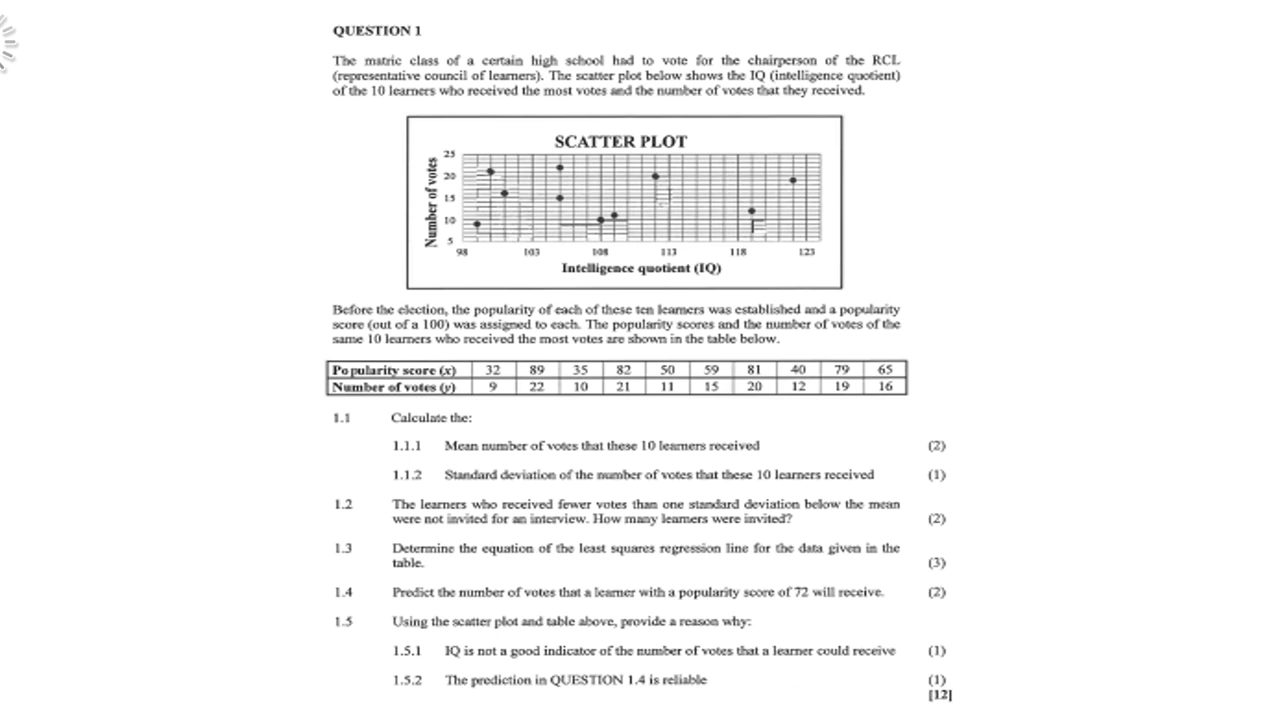 QUESTION 1
The matric class of a certain high school had to vote for the chairperson of the RCL
(representative council of learners). The scatter plot below shows the IQ (intelligence quotient)
of the 10 learners who received the most votes and the number of votes that they received.
SCATTER PLOT
Number of votes
25
20
15
10
5
98 103 108 113 118 123
Intelligence quotient (IQ)
Before the election, the popularity of each of these ten learners was established and a popularity
score (out of a 100) was assigned to each. The popularity scores and the number of votes of the
same 10 learners who received the most votes are shown in the table below.
Popularity score (x) 32 89 35 82 50 59 81 40 79 65
Number of votes (y) 9 22 10 21 11 15 20 12 19 16
1.1 Calculate the:
1.1.1 Mean number of votes that these 10 learners received (2)
1.1.2 Standard deviation of the number of votes that these 10 learners received (1)
1.2 The learners who received fewer votes than one standard deviation below the mean
were not invited for an interview. How many learners were invited? (2)
1.3 Determine the equation of the least squares regression line for the data given in the
table. (3)
1.4 Predict the number of votes that a learner with a popularity score of 72 will receive. (2)
1.5 Using the scatter plot and table above, provide a reason why:
1.5.1 IQ is not a good indicator of the number of votes that a learner could receive (1)
1.5.2 The prediction in QUESTION 1.4 is reliable (1)
[12]